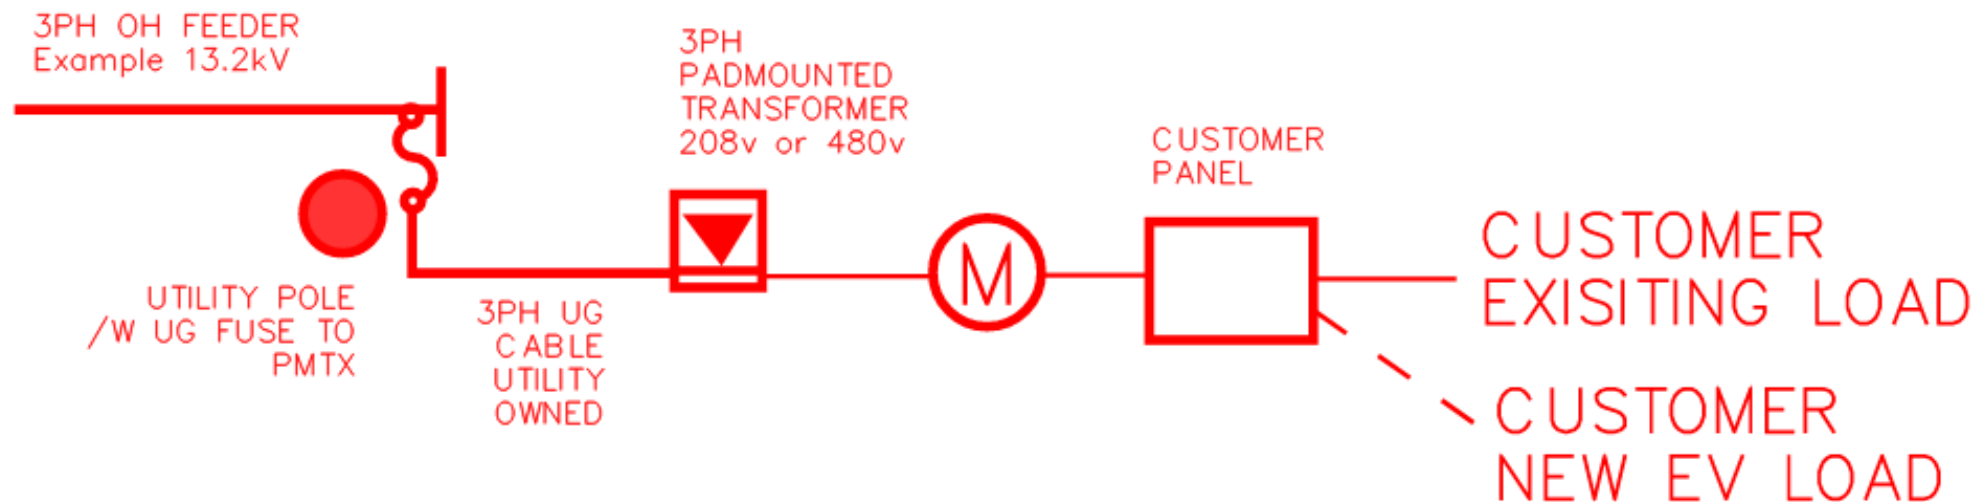 3PH OH FEEDER
Example 13.2kV
3PH
PADMOUNTED
TRANSFORMER
208v or 480v
CUSTOMER
PANEL
M
CUSTOMER
EXISITING LOAD
UTILITY POLE
/W UG FUSE TO
PMTX
3PH UG
CABLE
UTILITY
OWNED
CUSTOMER
NEW EV LOAD